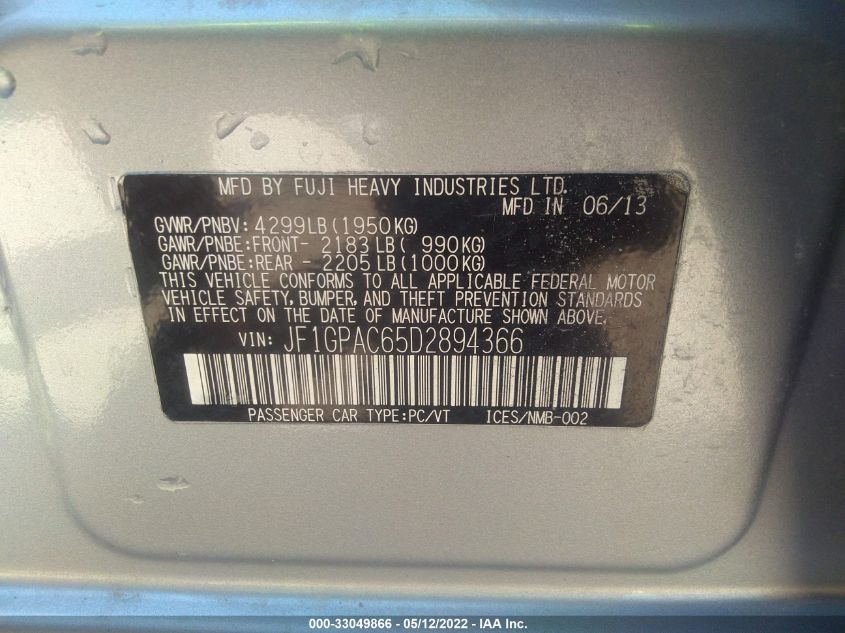 MFD BY FUJI HEAVY INDUSTRIES LTD.
MFD IN 06/13
GVWR/PNBV: 4299LB (1950KG)
GAWR/PNBE:FRONT- 2183 LB ( 990KG)
GAWR/PNBE:REAR - 2205 LB (1000KG)
THIS VEHICLE CONFORMS TO ALL APPLICABLE FEDERAL MOTOR
VEHICLE SAFETY, BUMPER, AND THEFT PREVENTION STANDARDS
IN EFFECT ON THE DATE OF MANUFACTURE SHOWN ABOVE.
VIN: JF1GPAC65D2894366
PASSENGER CAR TYPE:PC/VT ICES/NMB-002
000-33049866 - 05/12/2022 - IAA Inc.